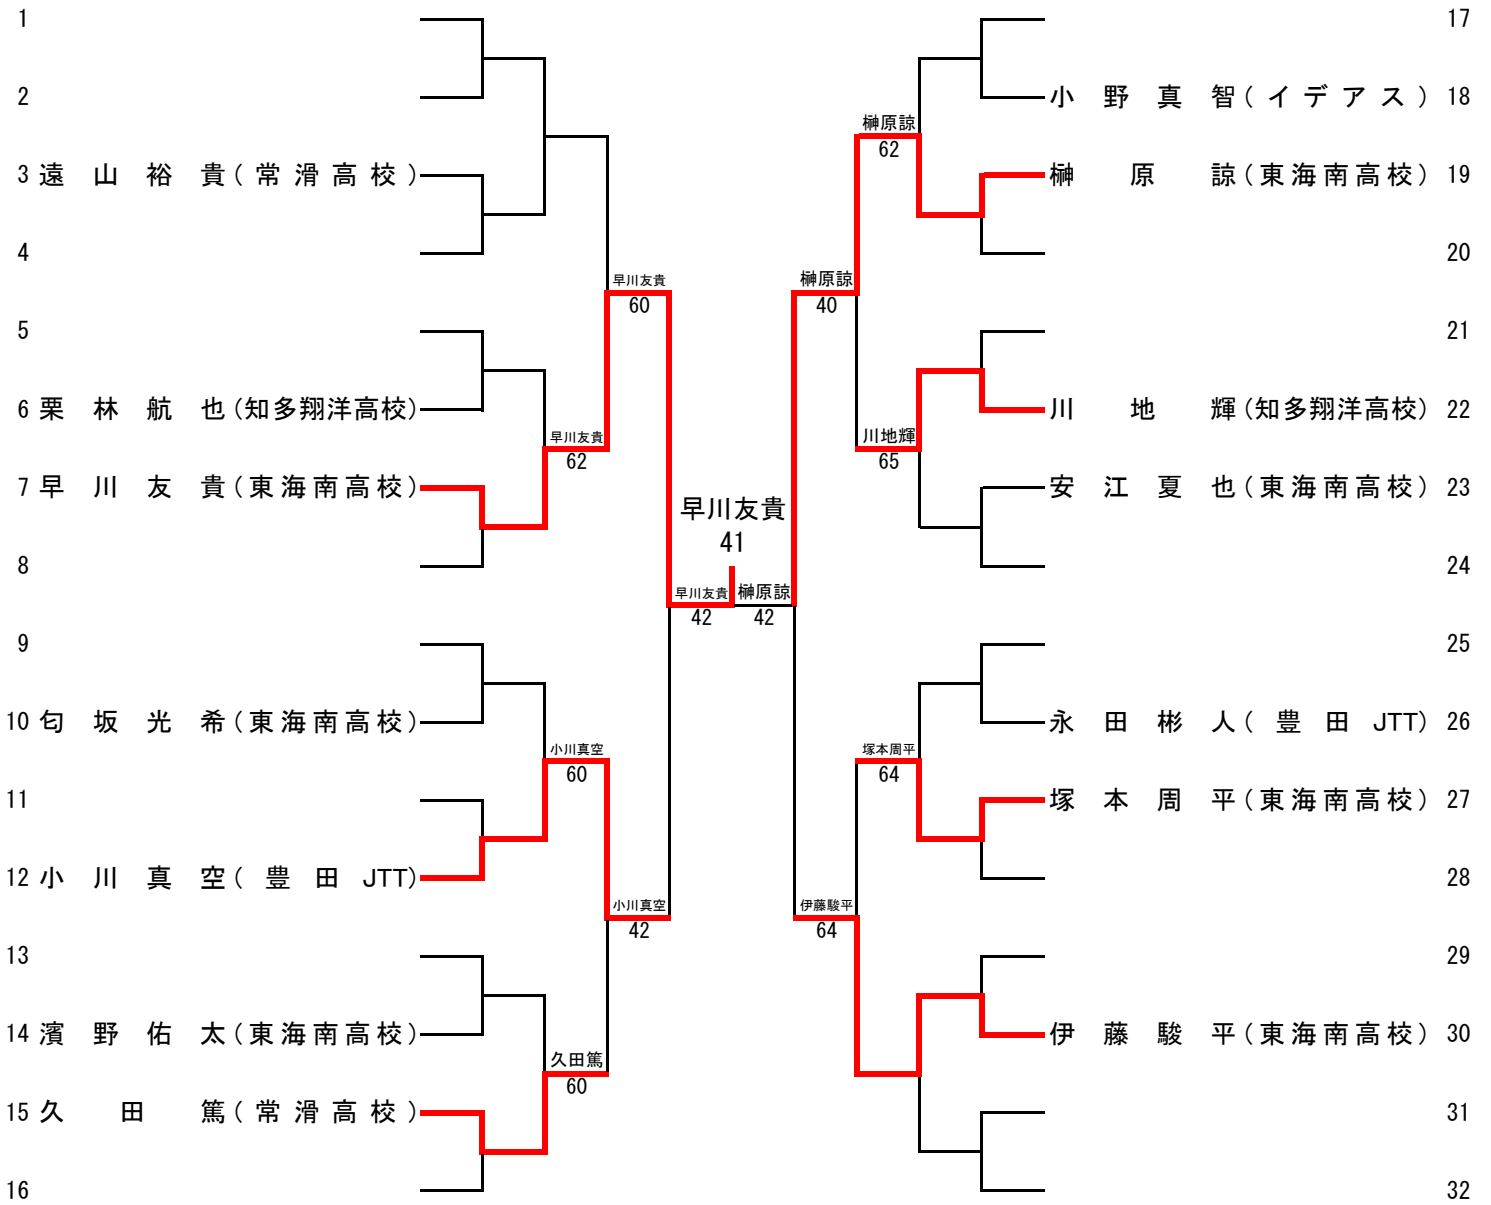 1
2
3 遠山裕貴(常滑高校)
4
5
6 栗林航也(知多翔洋高校)
7 早川友貴(東海南高校)
8
9
10 匂坂光希(東海南高校)
11
12 小川真空(豊田JTT)
13
14 濱野佑太(東海南高校)
15 久田篤(常滑高校)
16
早川友貴
62
小川真空
60
久田篤
60
早川友貴
60
小川真空
42
早川友貴
42
早川友貴
41
榊原諒
42
榊原諒
40
伊藤駿平
64
榊原諒
62
川地輝
65
塚本周平
64
17
小野真智(イデアス) 18
榊原諒(東海南高校) 19
20
21
川地輝(知多翔洋高校) 22
安江夏也(東海南高校) 23
24
25
永田彬人(豊田JTT) 26
塚本周平(東海南高校) 27
28
29
伊藤駿平(東海南高校) 30
31
32